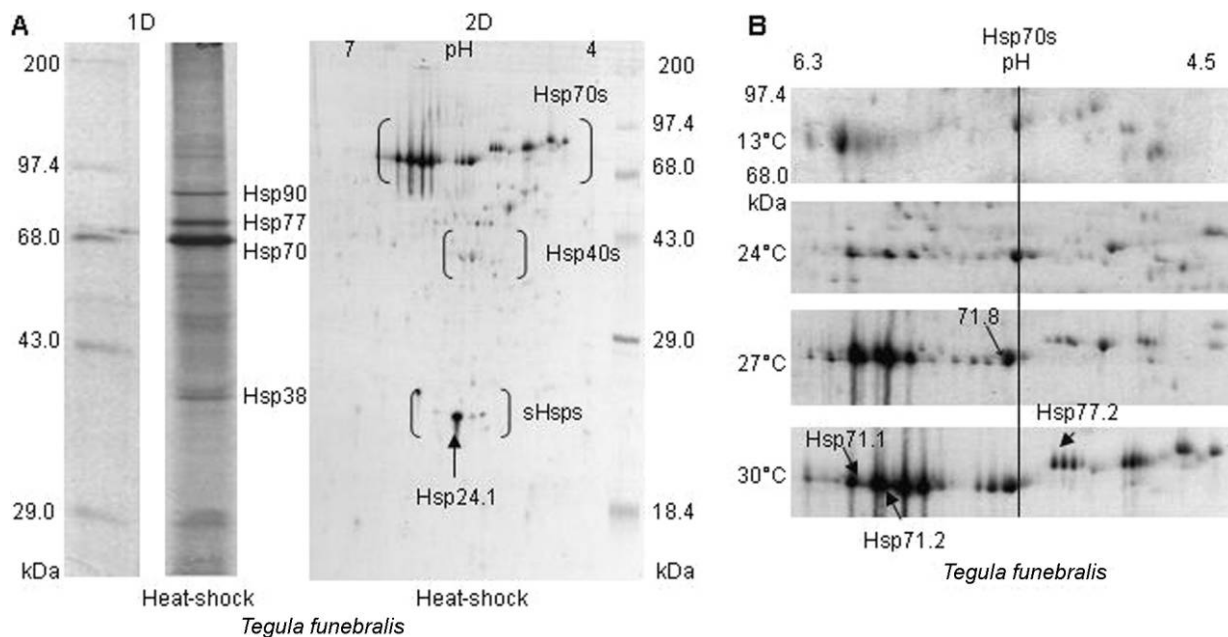 A
1D
2D
200
97.4
68.0
43.0
29.0
kDa
Hsp90
Hsp77
Hsp70
Hsp38
Heat-shock
7 pH 4
Hsp70s
Hsp40s
sHsps
Hsp24.1
200
97.4
68.0
43.0
29.0
18.4
kDa
Heat-shock
Tegula funebralis
B
Hsp70s
6.3 pH 4.5
97.4
13°C
68.0
kDa
24°C
71.8
27°C
Hsp77.2
Hsp71.1
30°C
Hsp71.2
Tegula funebralis